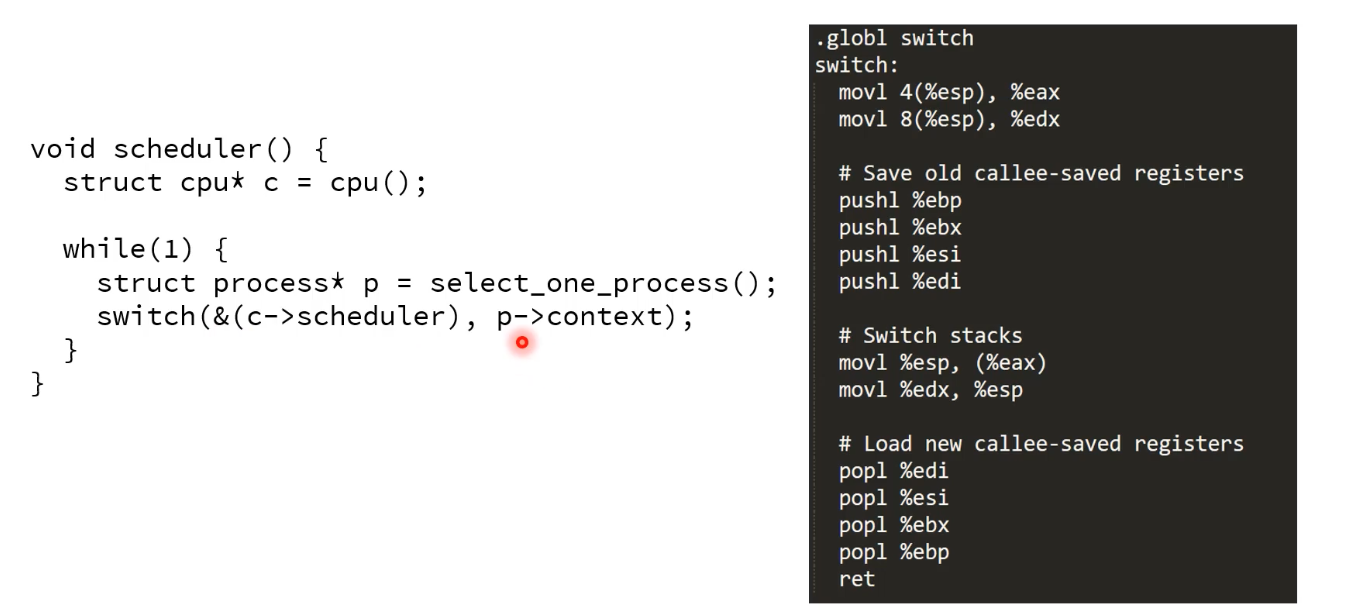 void scheduler() {
struct cpu* c = cpu();
while(1) {
struct process* p = select_one_process();
switch(&(c->scheduler), p->context);
}
}
.globl switch
switch:
movl 4(%esp), %eax
movl 8(%esp), %edx
# Save old callee-saved registers
pushl %ebp
pushl %ebx
pushl %esi
pushl %edi
# Switch stacks
movl %esp, (%eax)
movl %edx, %esp
# Load new callee-saved registers
popl %edi
popl %esi
popl %ebx
popl %ebp
ret